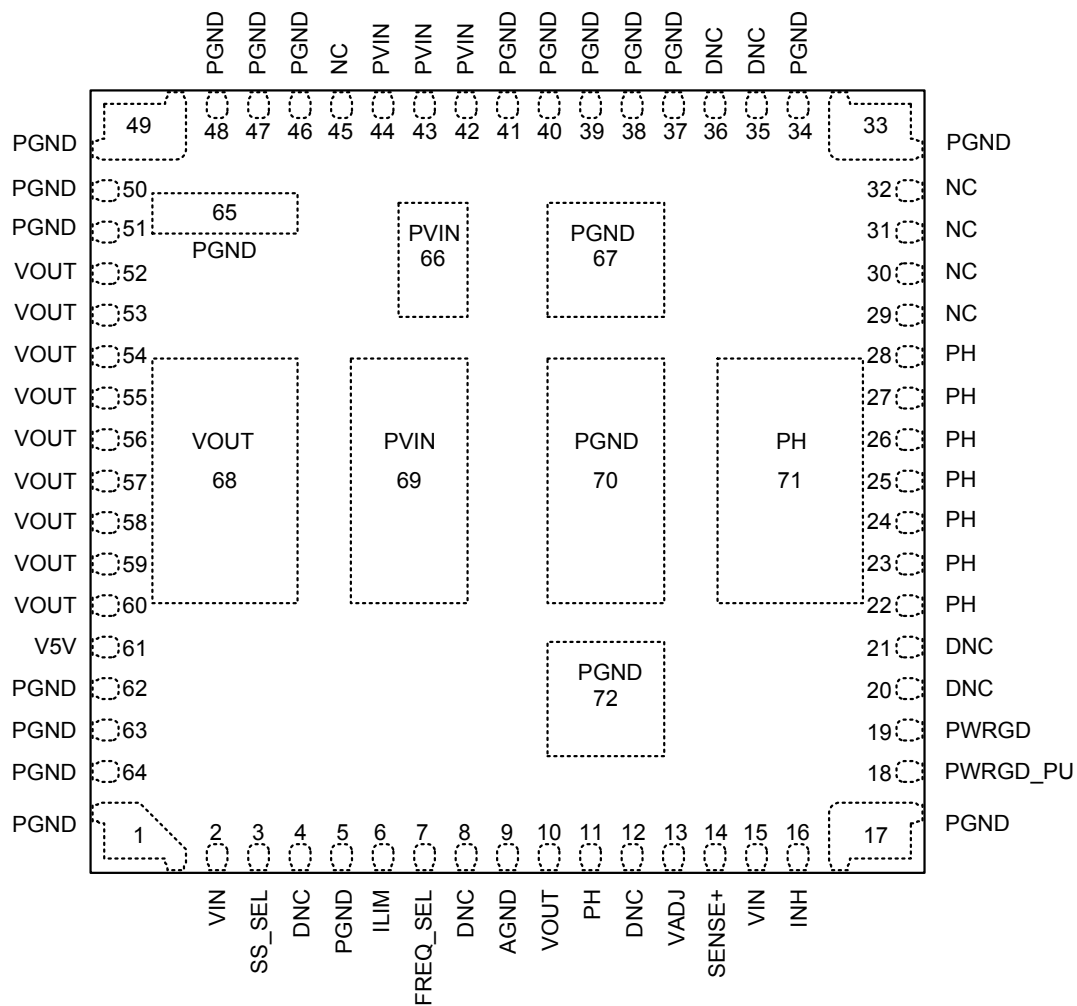 PGND PGND PGND NC PVIN PVIN PVIN PGND PGND PGND PGND PGND DNC DNC PGND
48 47 46 45 44 43 42 41 40 39 38 37 36 35 34
49 33
PGND PGND
PGND 50 32 NC
65
PGND 51 31 NC
PGND
PVIN
66
PGND
67
VOUT 52 30 NC
VOUT 53 29 NC
VOUT 54 28 PH
VOUT 55 27 PH
VOUT 56 26 PH
VOUT
68
PVIN
69
PGND
70
PH
71
VOUT 57 25 PH
VOUT 58 24 PH
VOUT 59 23 PH
VOUT 60 22 PH
V5V 61 21 DNC
PGND
72
PGND 62 20 DNC
PGND 63 19 PWRGD
PGND 64 18 PWRGD_PU
PGND PGND
1 2 3 4 5 6 7 8 9 10 11 12 13 14 15 16 17
VIN SS_SEL DNC PGND ILIM FREQ_SEL DNC AGND VOUT PH DNC VADJ SENSE+ VIN INH